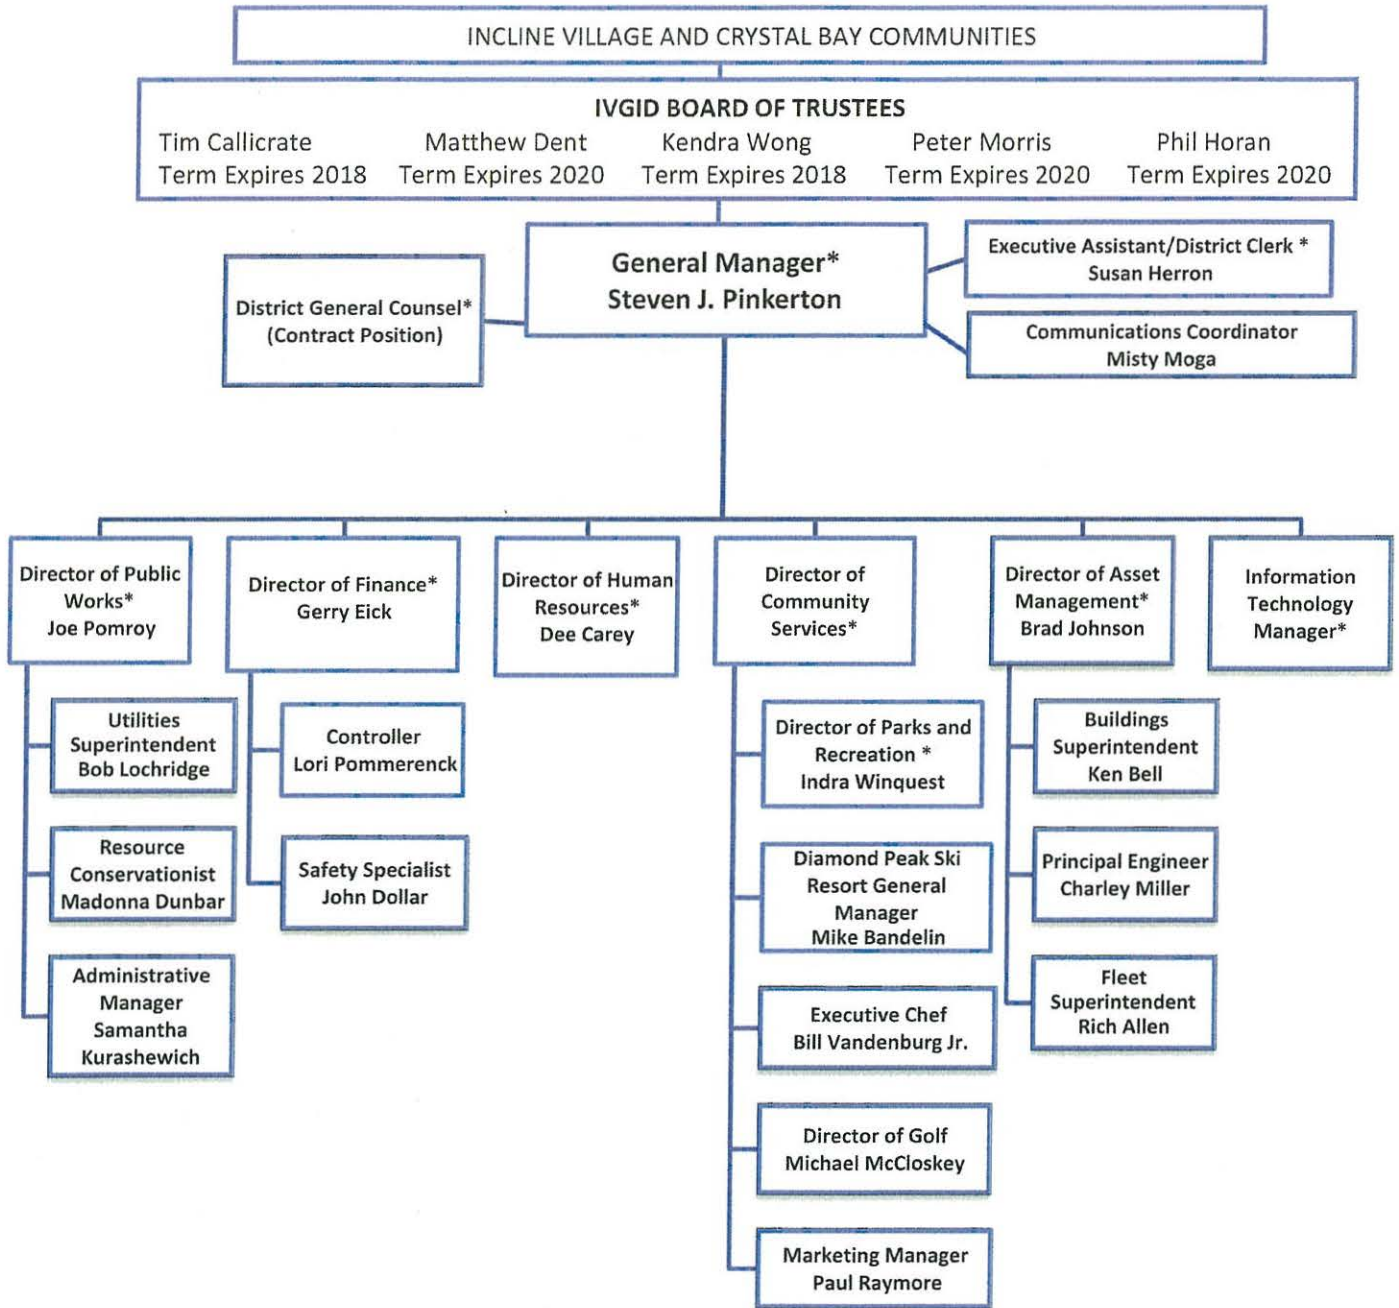 INCLINE VILLAGE AND CRYSTAL BAY COMMUNITIES
IVGID BOARD OF TRUSTEES
Tim Callicrate Matthew Dent Kendra Wong Peter Morris Phil Horan
Term Expires 2018 Term Expires 2020 Term Expires 2018 Term Expires 2020 Term Expires 2020
General Manager*
Steven J. Pinkerton
Executive Assistant/District Clerk *
Susan Herron
District General Counsel*
(Contract Position)
Communications Coordinator
Misty Moga
Director of Public
Works*
Joe Pomroy
Director of Finance*
Gerry Eick
Director of Human
Resources*
Dee Carey
Director of
Community
Services*
Director of Asset
Management*
Brad Johnson
Information
Technology
Manager*
Utilities
Superintendent
Bob Lochridge
Resource
Conservationist
Madonna Dunbar
Administrative
Manager
Samantha
Kurashewich
Controller
Lori Pommerenck
Safety Specialist
John Dollar
Director of Parks and
Recreation *
Indra Winquest
Diamond Peak Ski
Resort General
Manager
Mike Bandelin
Executive Chef
Bill Vandenburg Jr.
Director of Golf
Michael McCloskey
Marketing Manager
Paul Raymore
Buildings
Superintendent
Ken Bell
Principal Engineer
Charley Miller
Fleet
Superintendent
Rich Allen